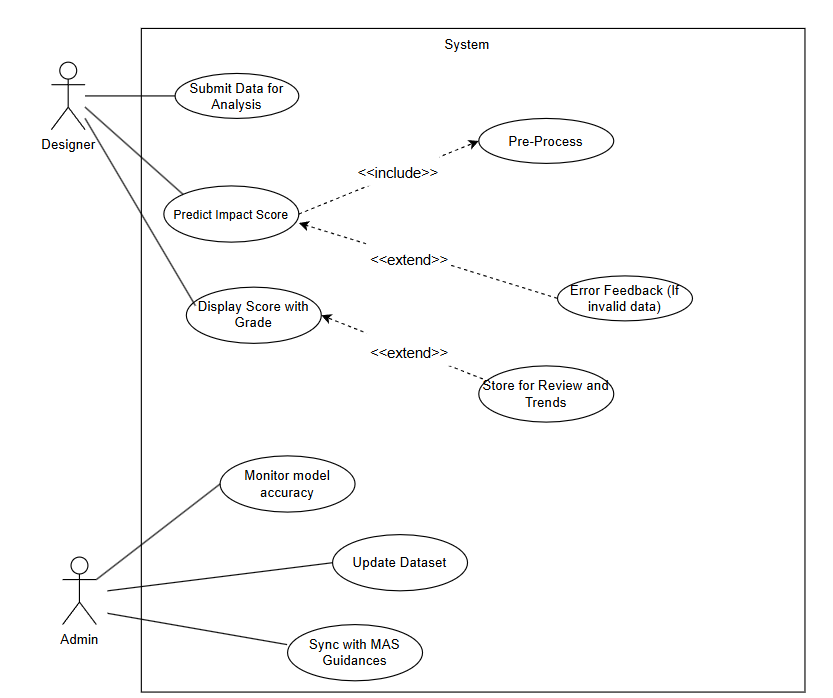 System
Submit Data for
Analysis
Designer
Pre-Process
<<include>>
Predict Impact Score
<<extend>>
Error Feedback (If
invalid data)
Display Score with
Grade
<<extend>>
Store for Review and
Trends
Monitor model
accuracy
Update Dataset
Admin
Sync with MAS
Guidances